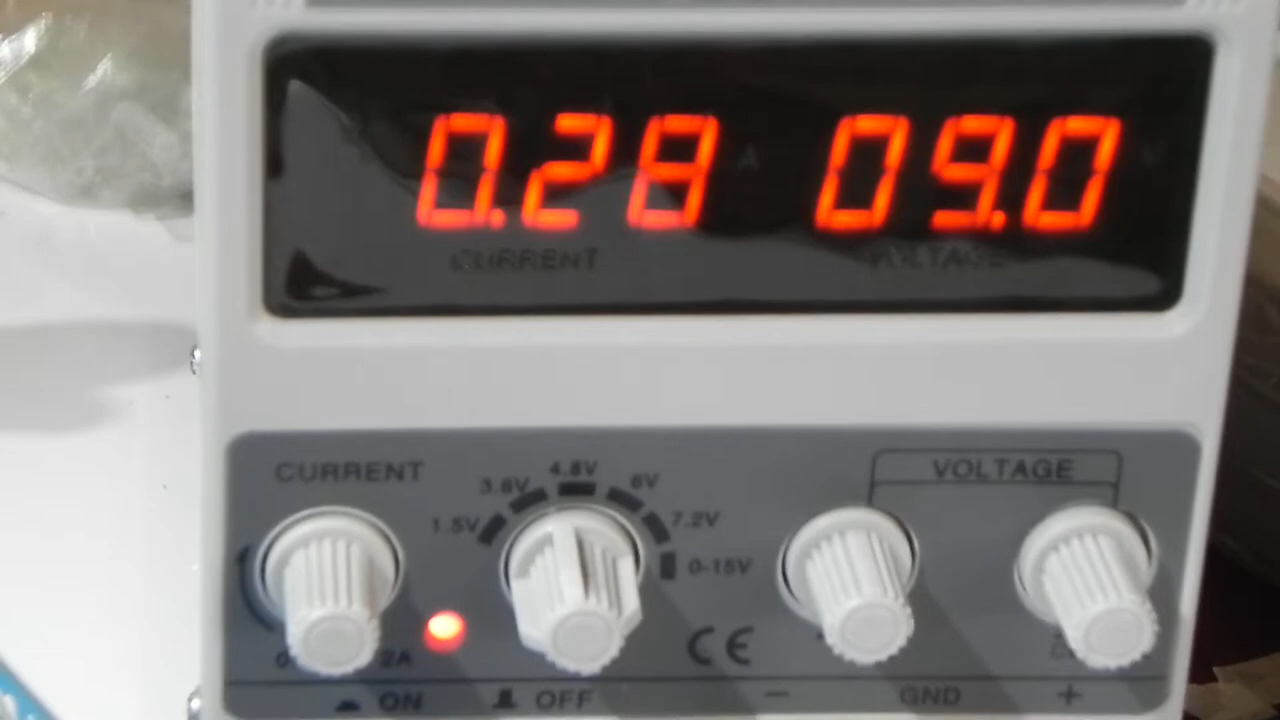 0.28 A 09.0 V
CURRENT VOLTAGE
CURRENT
1.5V 3.6V 4.8V 6V 7.2V 0-15V
VOLTAGE
2A
CE
ON OFF - GND +